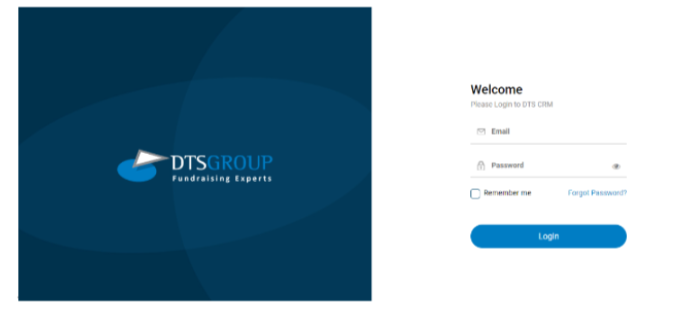 DTSGROUP
Fundraising Experts
Welcome
Please Login to DTS CRM
Email
Password
Remember me
Forgot Password?
Login